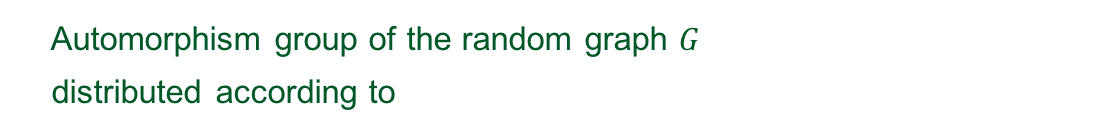 Automorphism group of the random graph G
distributed according to